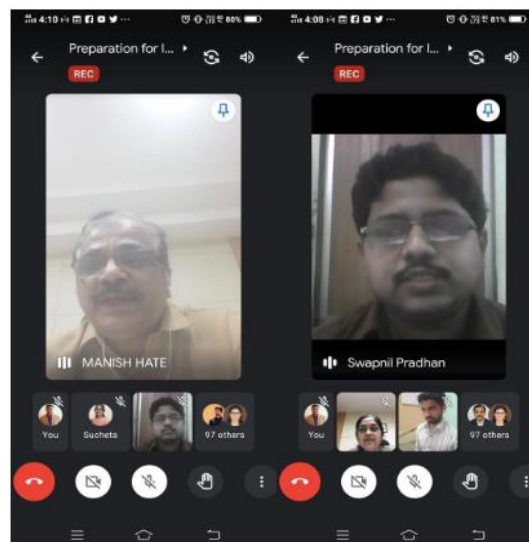 4:10
80%
Preparation for I...
REC
MANISH HATE
You
Sucheta
97 others
4:08
81%
Preparation for I...
REC
Swapnil Pradhan
You
97 others